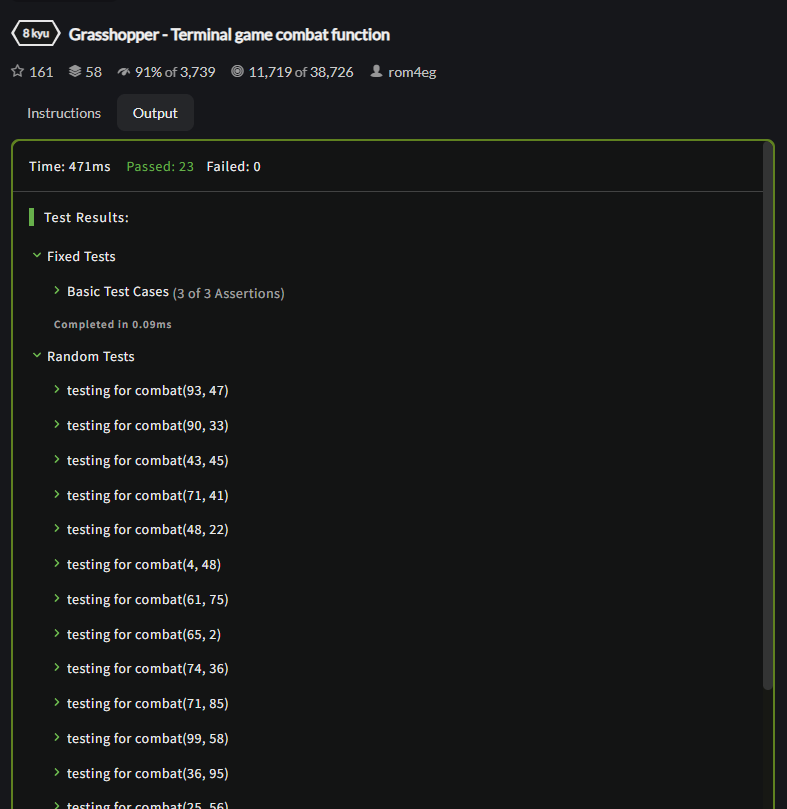 8 kyu Grasshopper - Terminal game combat function
161 58 91% of 3,739 11,719 of 38,726 rom4eg
Instructions Output
Time: 471ms Passed: 23 Failed: 0
Test Results:
Fixed Tests
Basic Test Cases (3 of 3 Assertions)
Completed in 0.09ms
Random Tests
testing for combat(93, 47)
testing for combat(90, 33)
testing for combat(43, 45)
testing for combat(71, 41)
testing for combat(48, 22)
testing for combat(4, 48)
testing for combat(61, 75)
testing for combat(65, 2)
testing for combat(74, 36)
testing for combat(71, 85)
testing for combat(99, 58)
testing for combat(36, 95)
testing for combat(25, 56)